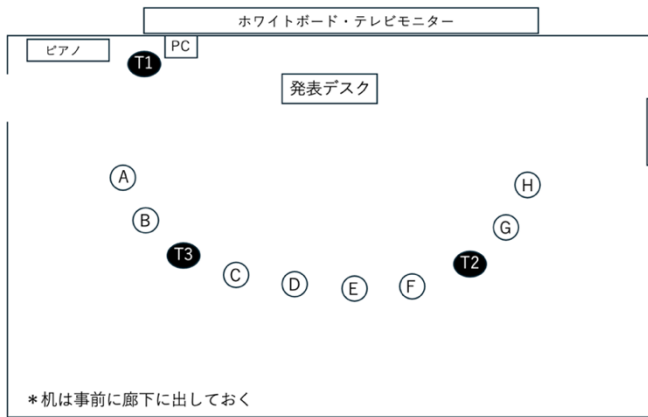 ホワイトボード・テレビモニター
ピアノ
PC
T1
発表デスク
A
H
B
G
T3
T2
C
D
E
F
＊机は事前に廊下に出しておく